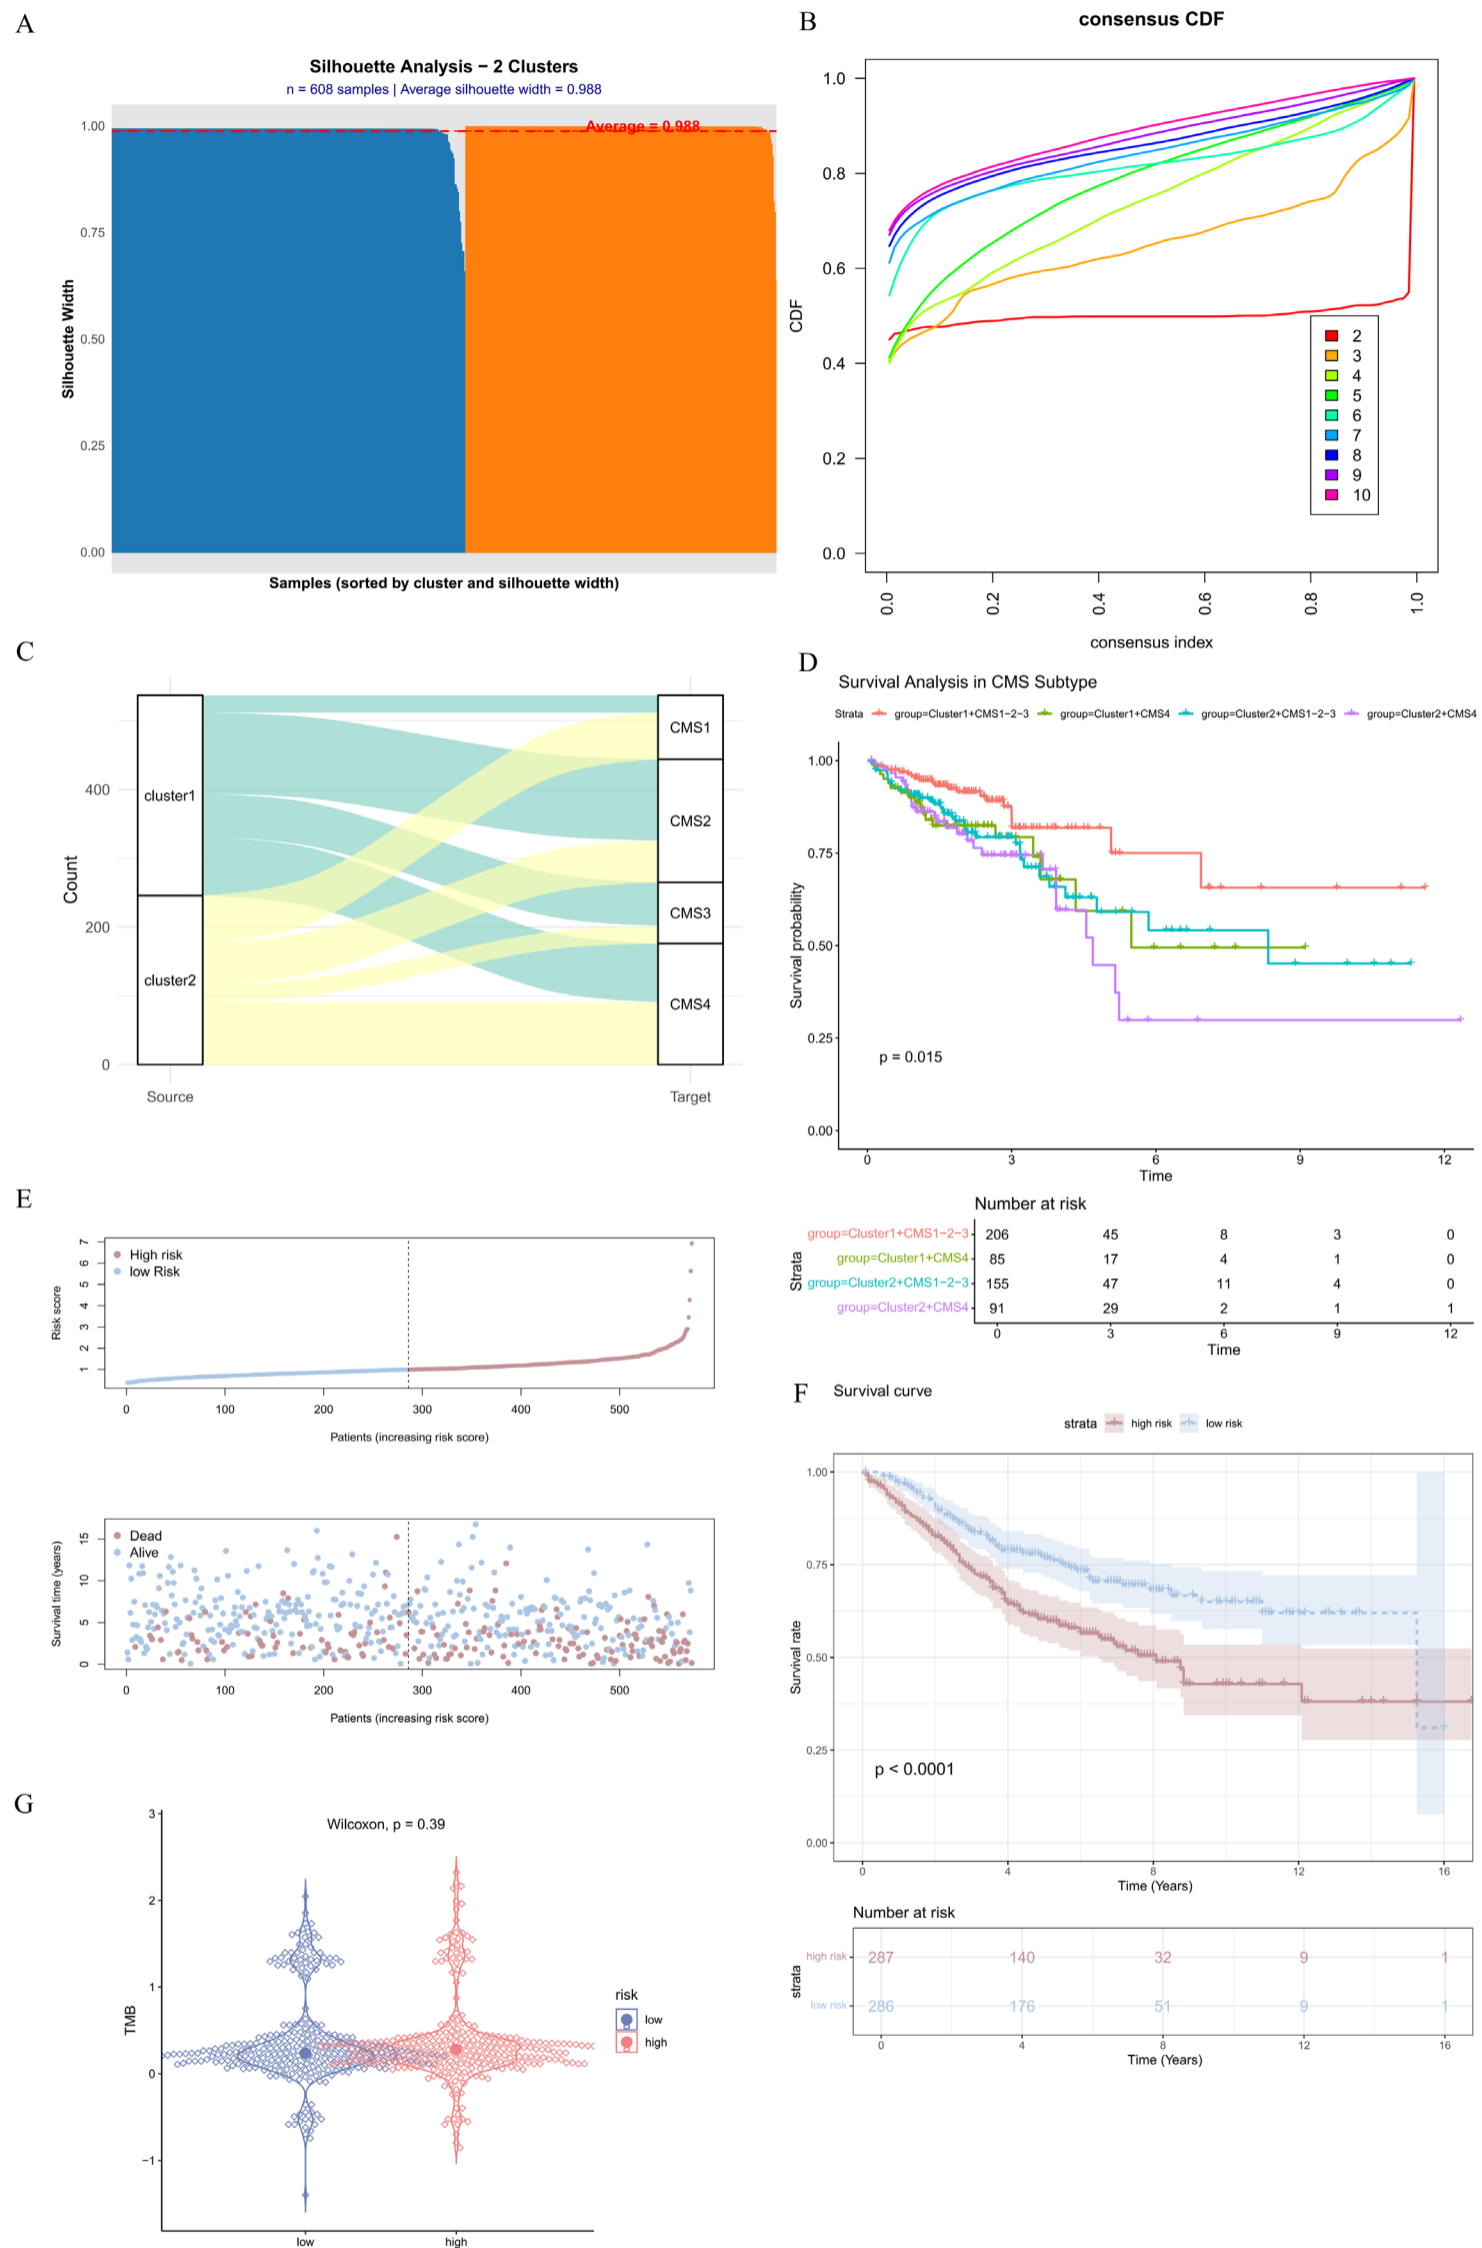 A
Silhouette Analysis − 2 Clusters
n = 608 samples | Average silhouette width = 0.988
Average = 0.988
1.00
0.75
0.50
0.25
0.00
Silhouette Width
Samples (sorted by cluster and silhouette width)
B
consensus CDF
1.0
0.8
0.6
0.4
0.2
0.0
CDF
2
3
4
5
6
7
8
9
10
0.0 0.2 0.4 0.6 0.8 1.0
consensus index
C
Count
400
200
0
cluster1
cluster2
CMS1
CMS2
CMS3
CMS4
Source Target
D
Survival Analysis in CMS Subtype
Strata group=Cluster1+CMS1−2−3 group=Cluster1+CMS4 group=Cluster2+CMS1−2−3 group=Cluster2+CMS4
1.00
0.75
0.50
0.25
0.00
Survival probability
p = 0.015
0 3 6 9 12
Time
Number at risk
Strata
group=Cluster1+CMS1−2−3 206 45 8 3 0
group=Cluster1+CMS4 85 17 4 1 0
group=Cluster2+CMS1−2−3 155 47 11 4 0
group=Cluster2+CMS4 91 29 2 1 1
0 3 6 9 12
Time
E
High risk
low Risk
7
6
5
4
3
2
1
Risk score
0 100 200 300 400 500
Patients (increasing risk score)
Dead
Alive
15
10
5
0
Survival time (years)
0 100 200 300 400 500
Patients (increasing risk score)
F
Survival curve
strata high risk low risk
1.00
0.75
0.50
0.25
0.00
Survival rate
p < 0.0001
0 4 8 12 16
Time (Years)
Number at risk
strata
high risk 287 140 32 9 1
low risk 286 176 51 9 1
0 4 8 12 16
Time (Years)
G
Wilcoxon, p = 0.39
3
2
1
0
−1
TMB
risk
low
high
low high